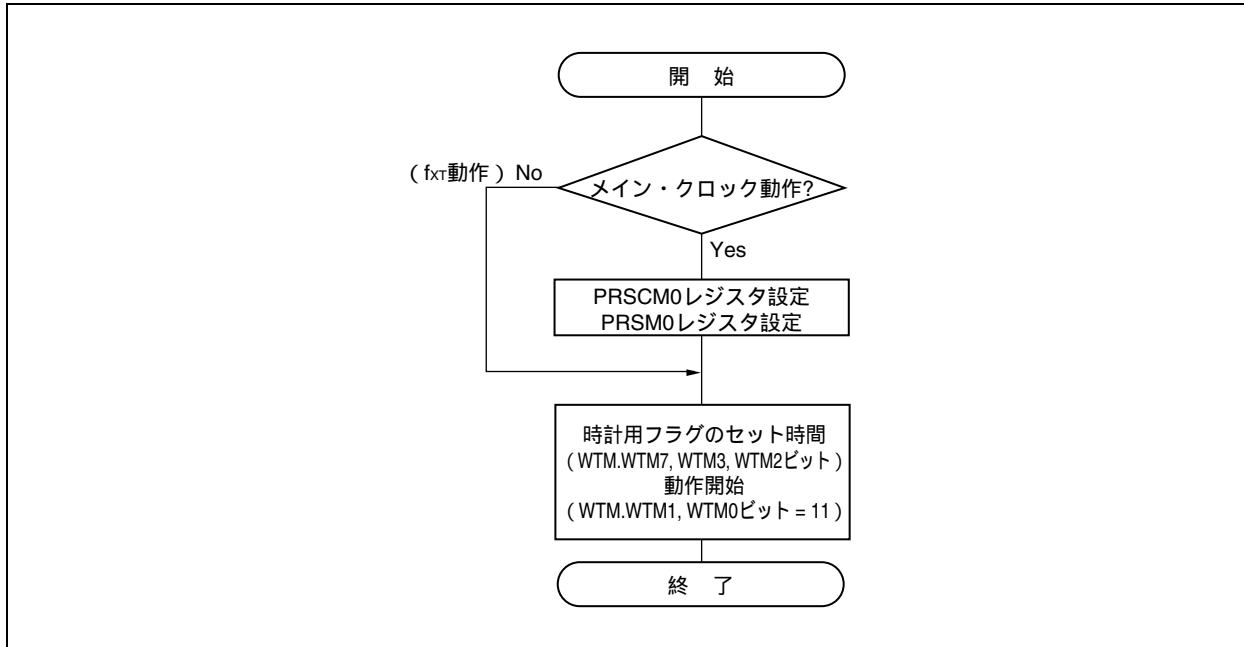 開 始
（fXT動作）No
メイン・クロック動作?
Yes
PRSCM0レジスタ設定
PRSM0レジスタ設定
時計用フラグのセット時間
（WTM.WTM7, WTM3, WTM2ビット）
動作開始
（WTM.WTM1, WTM0ビット = 11）
終 了